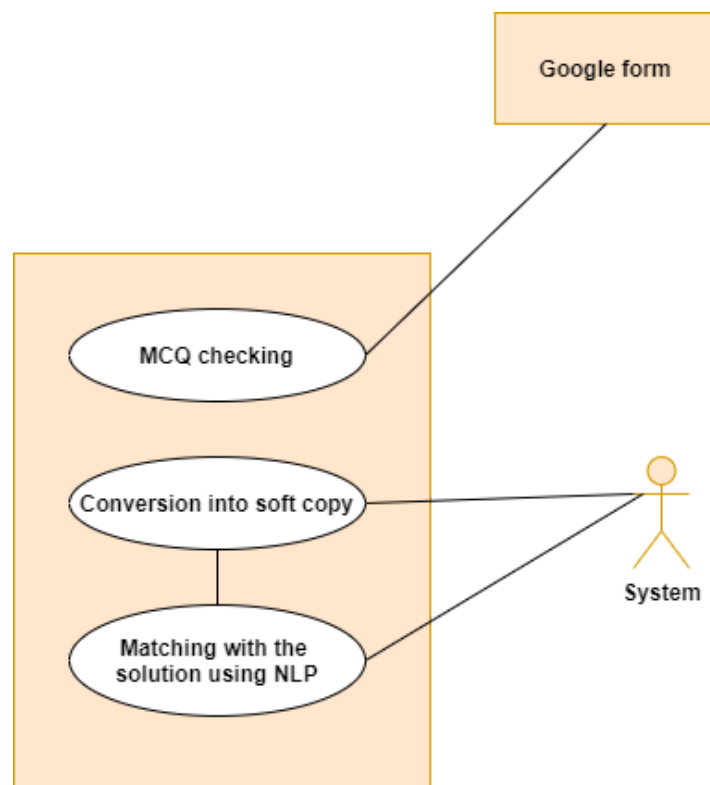 Google form
MCQ checking
Conversion into soft copy
System
Matching with the
solution using NLP